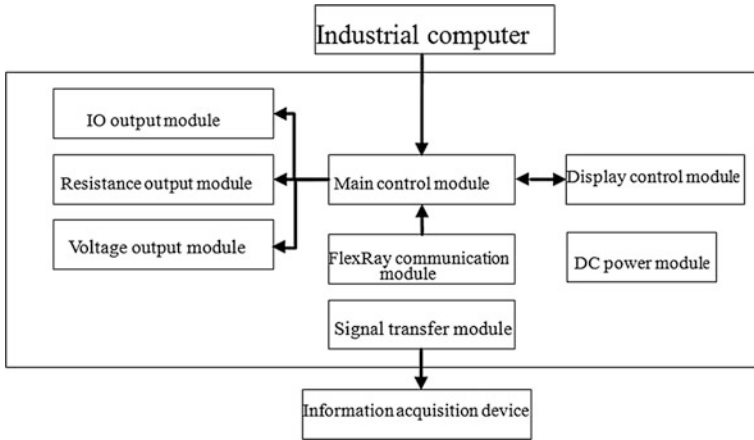 Industrial computer
IO output module
Resistance output module
Main control module
Display control module
Voltage output module
FlexRay communication
module
DC power module
Signal transfer module
Information acquisition device